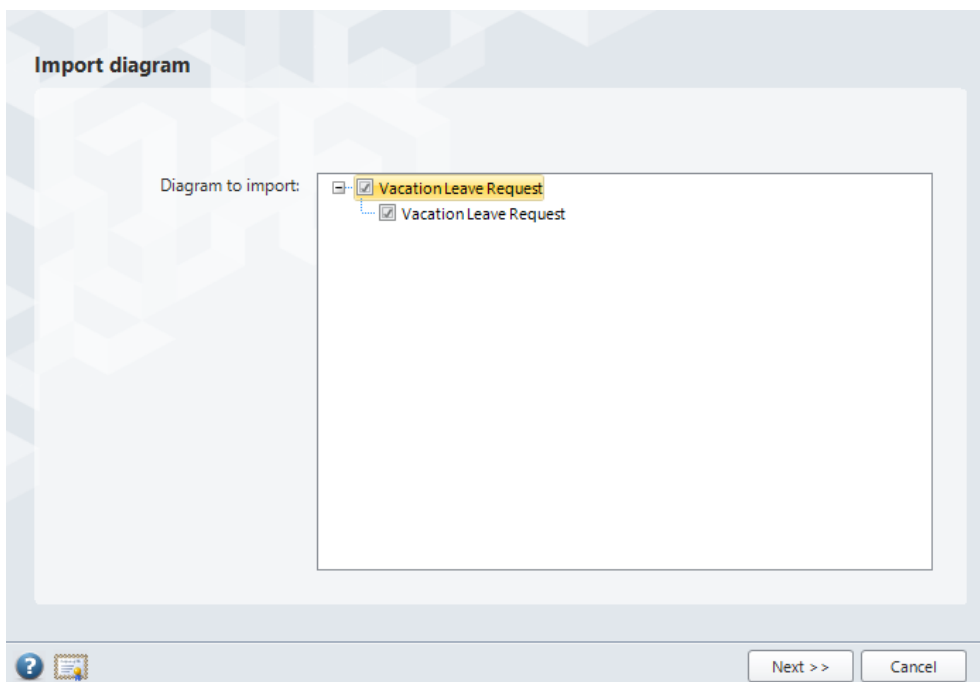 Import diagram
Diagram to import:
Vacation Leave Request
Vacation Leave Request
?
Next >>
Cancel